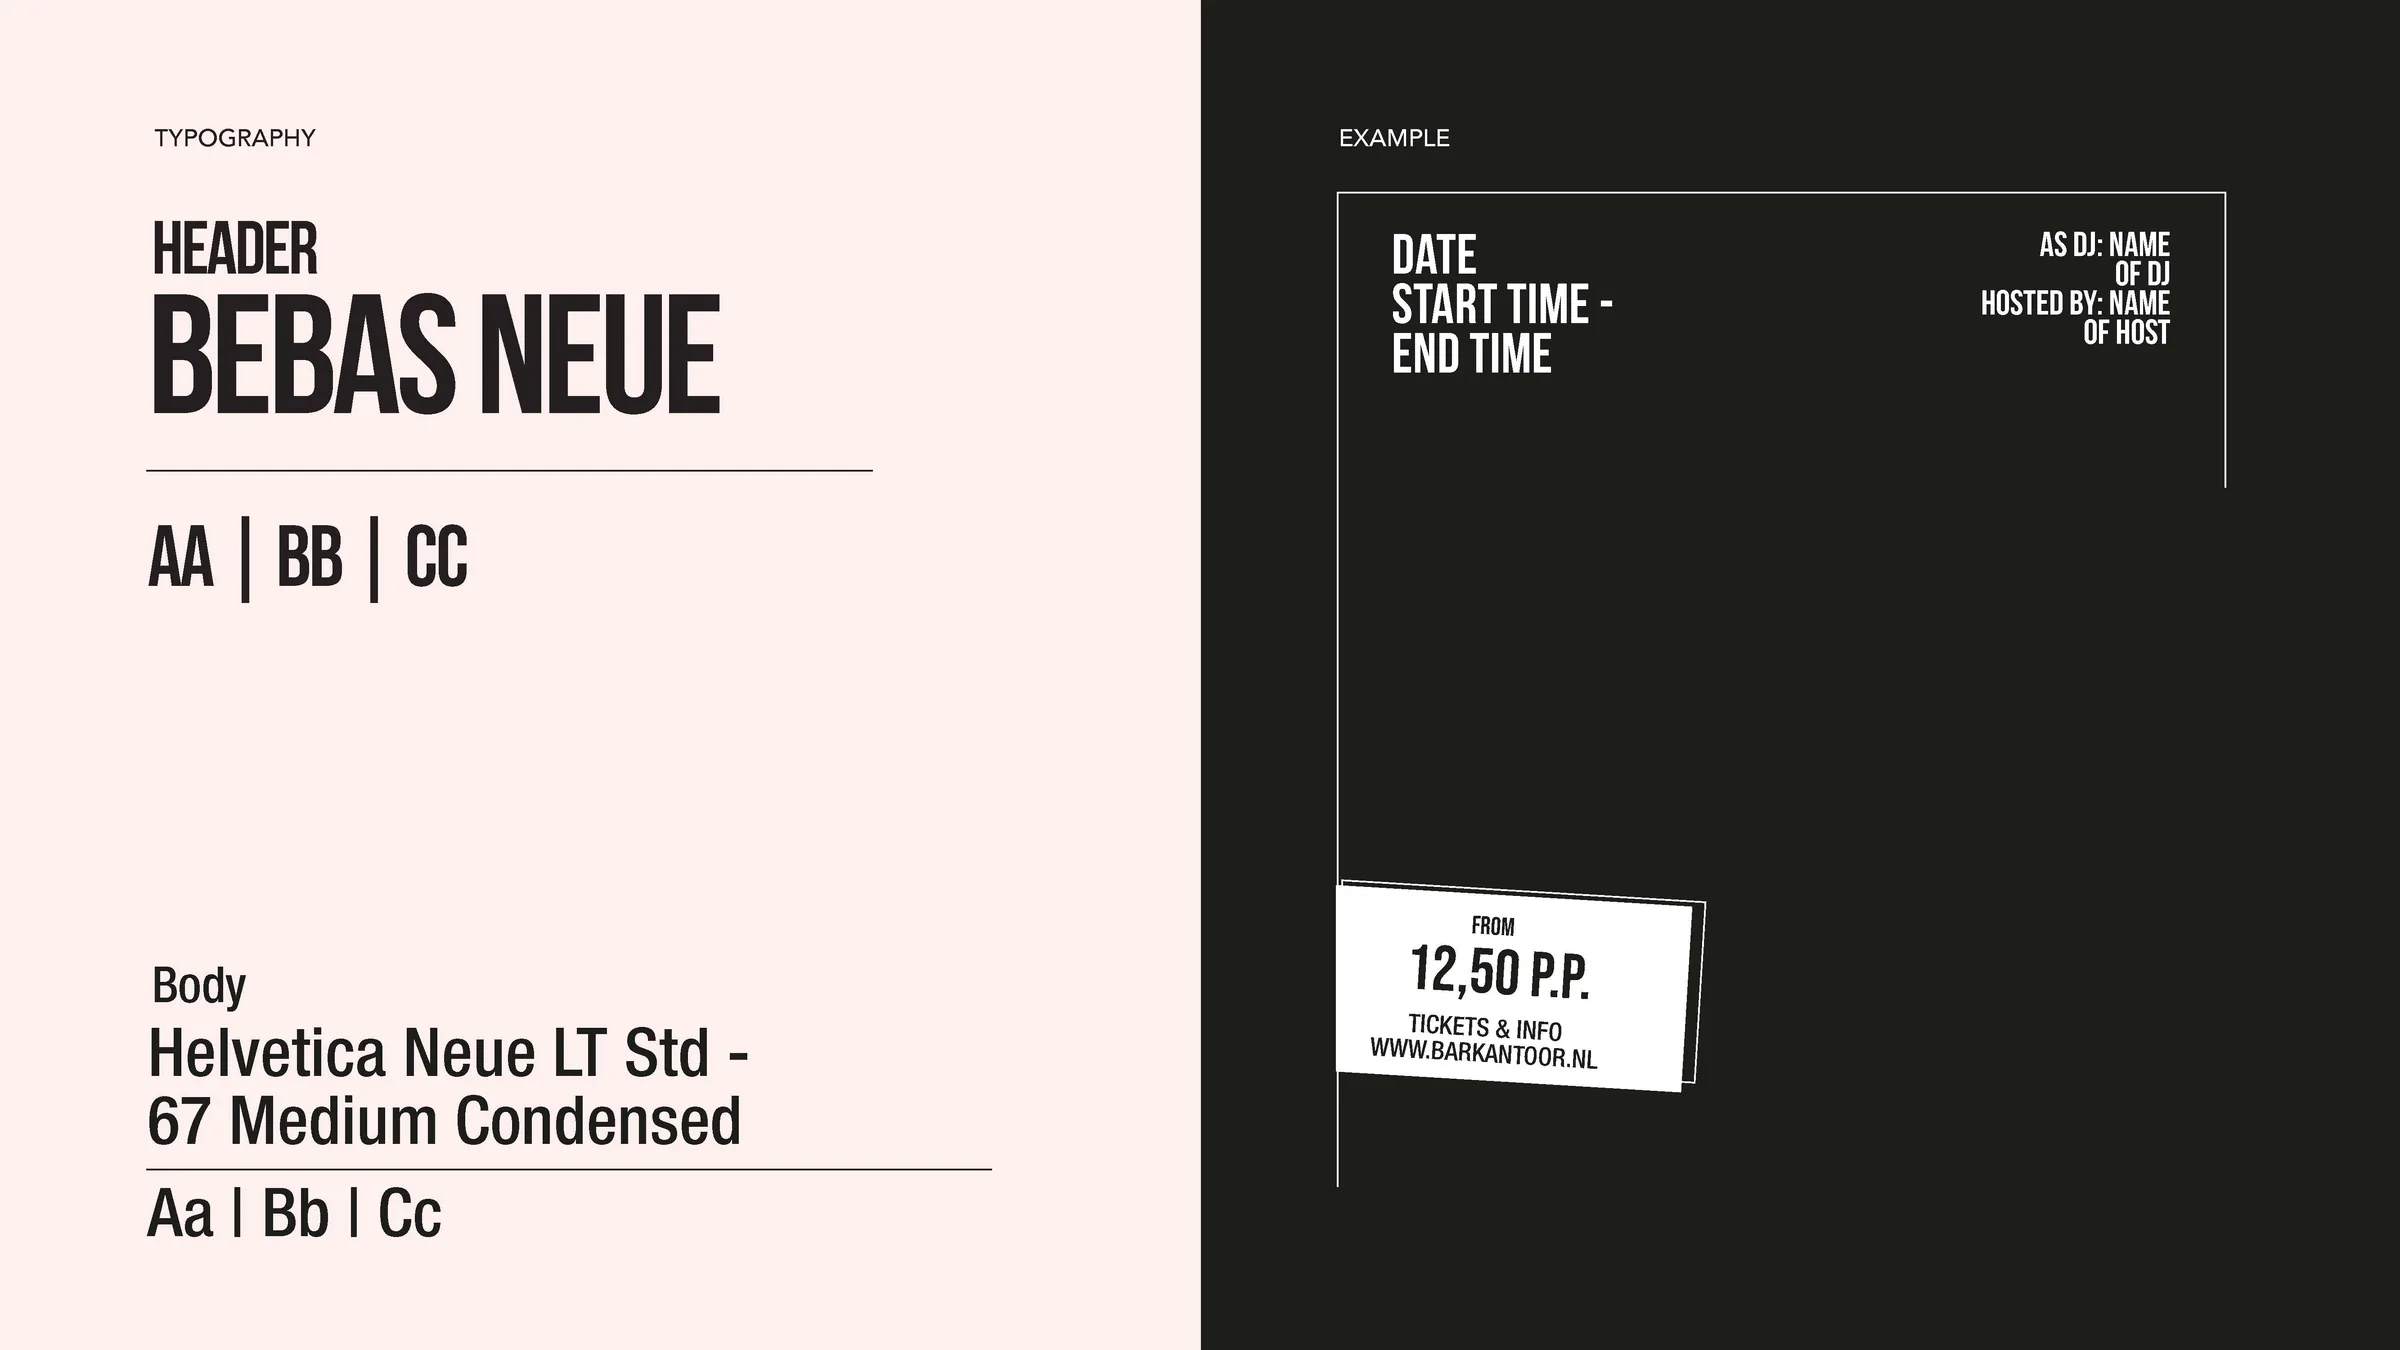 TYPOGRAPHY
HEADER
BEBAS NEUE
AA | BB | CC
Body
Helvetica Neue LT Std -
67 Medium Condensed
Aa | Bb | Cc
EXAMPLE
DATE
START TIME -
END TIME
AS DJ: NAME
OF DJ
HOSTED BY: NAME
OF HOST
FROM
12,50 P.P.
TICKETS & INFO
WWW.BARKANTOOR.NL